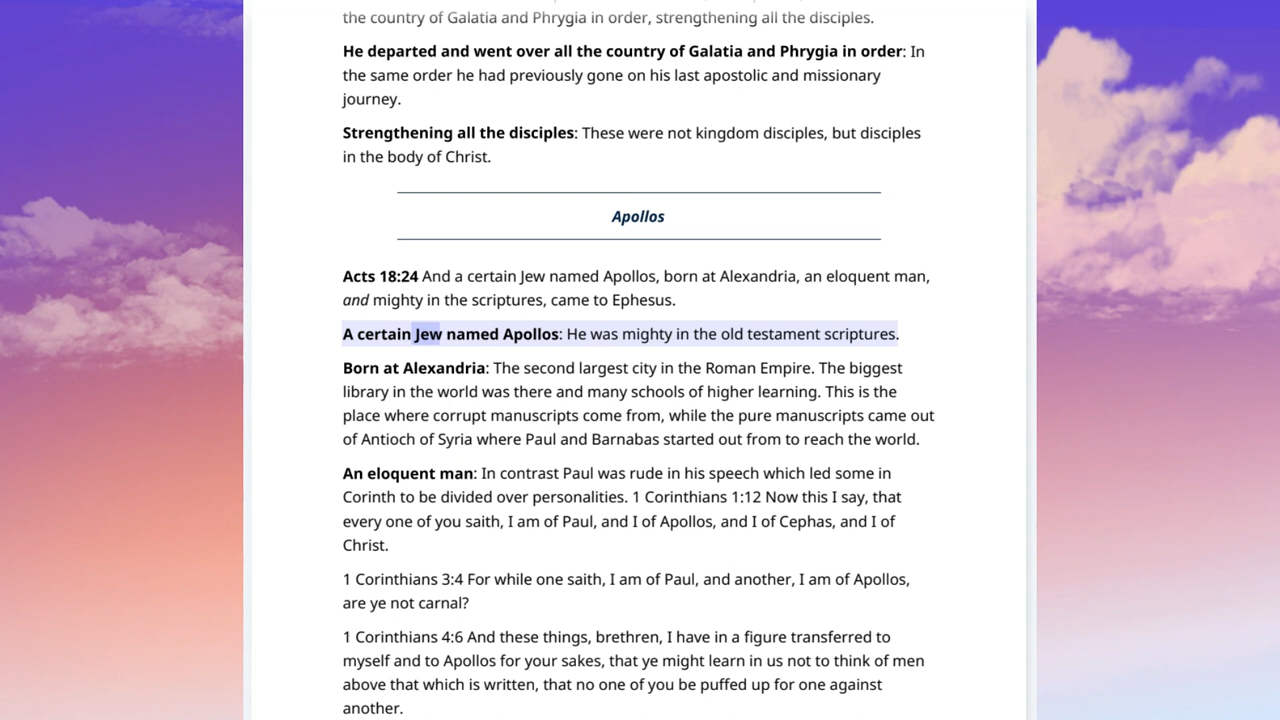 the country of Galatia and Phrygia in order, strengthening all the disciples.
He departed and went over all the country of Galatia and Phrygia in order: In
the same order he had previously gone on his last apostolic and missionary
journey.
Strengthening all the disciples: These were not kingdom disciples, but disciples
in the body of Christ.
Apollos
Acts 18:24 And a certain Jew named Apollos, born at Alexandria, an eloquent man,
and mighty in the scriptures, came to Ephesus.
A certain Jew named Apollos: He was mighty in the old testament scriptures.
Born at Alexandria: The second largest city in the Roman Empire. The biggest
library in the world was there and many schools of higher learning. This is the
place where corrupt manuscripts come from, while the pure manuscripts came out
of Antioch of Syria where Paul and Barnabas started out from to reach the world.
An eloquent man: In contrast Paul was rude in his speech which led some in
Corinth to be divided over personalities. 1 Corinthians 1:12 Now this I say, that
every one of you saith, I am of Paul, and I of Apollos, and I of Cephas, and I of
Christ.
1 Corinthians 3:4 For while one saith, I am of Paul, and another, I am of Apollos,
are ye not carnal?
1 Corinthians 4:6 And these things, brethren, I have in a figure transferred to
myself and to Apollos for your sakes, that ye might learn in us not to think of men
above that which is written, that no one of you be puffed up for one against
another.